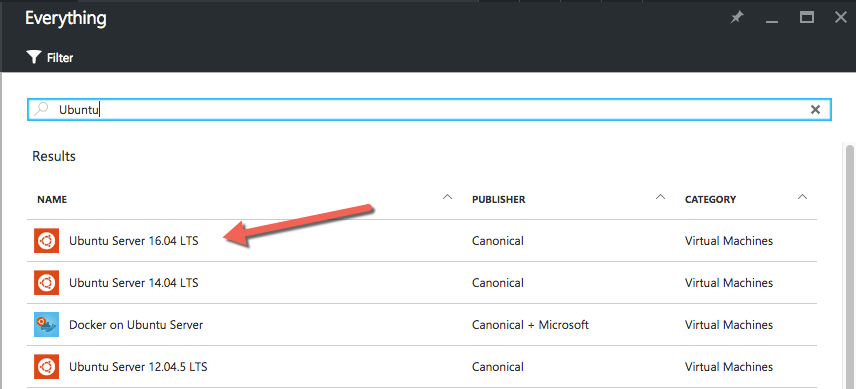 Everything
Filter
Ubuntu
Results
NAME PUBLISHER CATEGORY
Ubuntu Server 16.04 LTS Canonical Virtual Machines
Ubuntu Server 14.04 LTS Canonical Virtual Machines
Docker on Ubuntu Server Canonical + Microsoft Virtual Machines
Ubuntu Server 12.04.5 LTS Canonical Virtual Machines